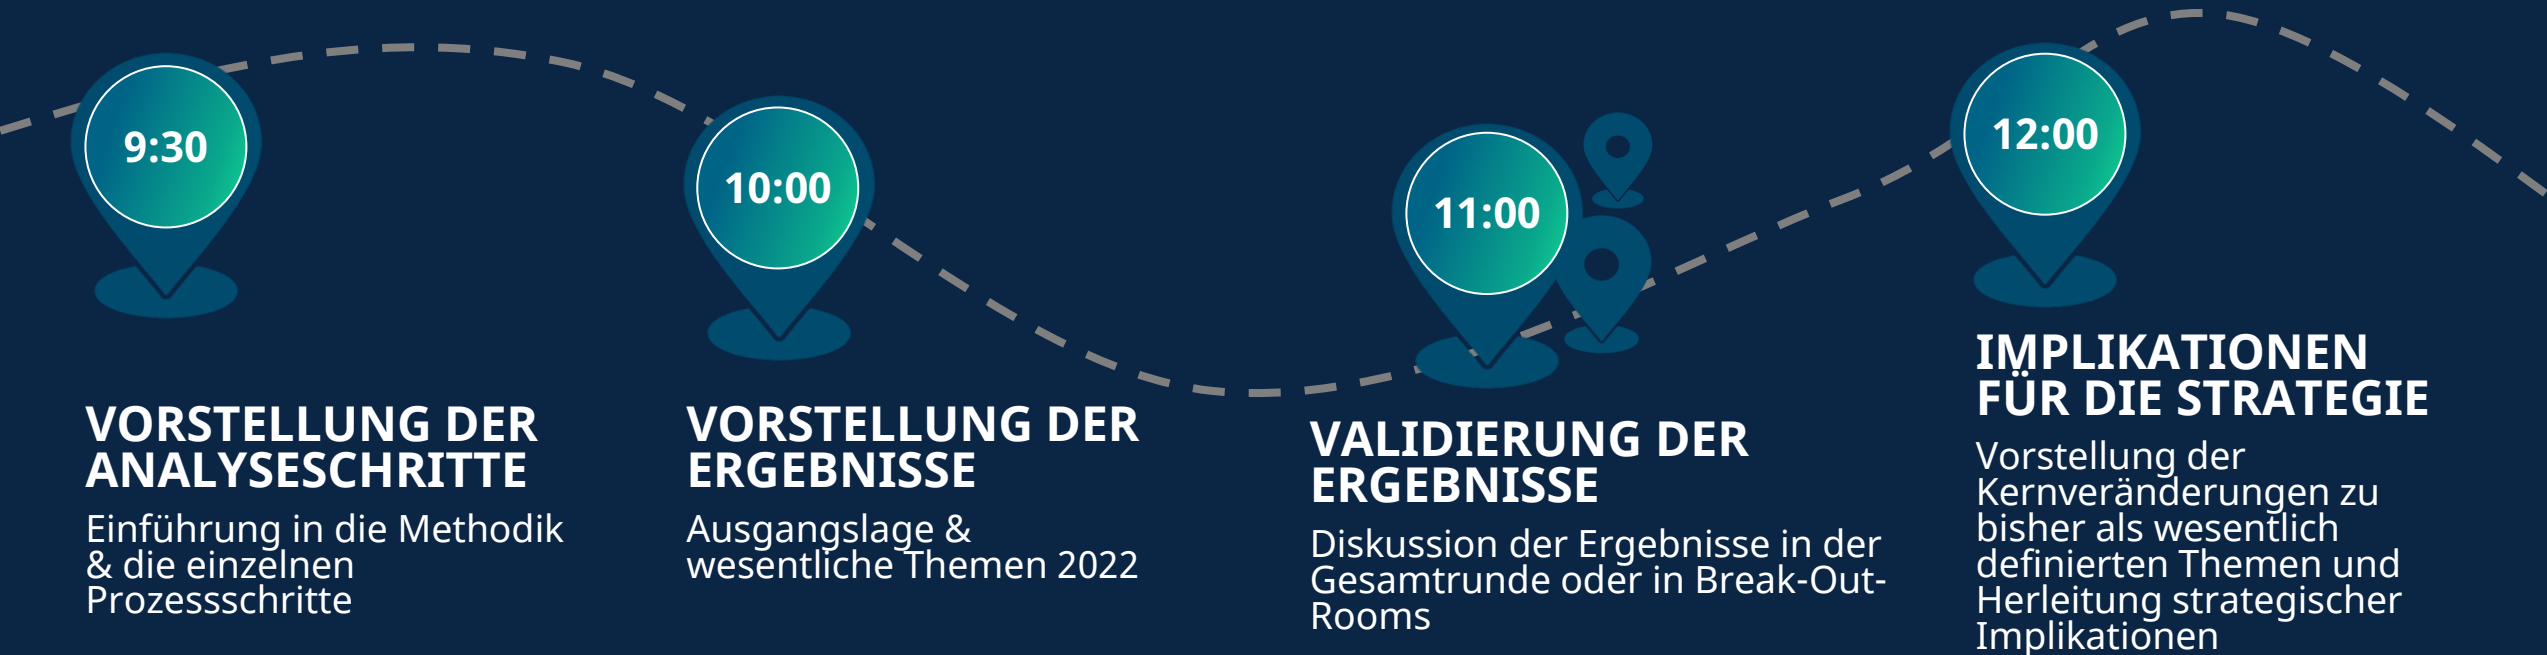 9:30
VORSTELLUNG DER
ANALYSESCHRITTE
Einführung in die Methodik
& die einzelnen
Prozessschritte
10:00
VORSTELLUNG DER
ERGEBNISSE
Ausgangslage &
wesentliche Themen 2022
11:00
VALIDIERUNG DER
ERGEBNISSE
Diskussion der Ergebnisse in der
Gesamtrunde oder in Break-Out-
Rooms
12:00
IMPLIKATIONEN
FÜR DIE STRATEGIE
Vorstellung der
Kernveränderungen zu
bisher als wesentlich
definierten Themen und
Herleitung strategischer
Implikationen